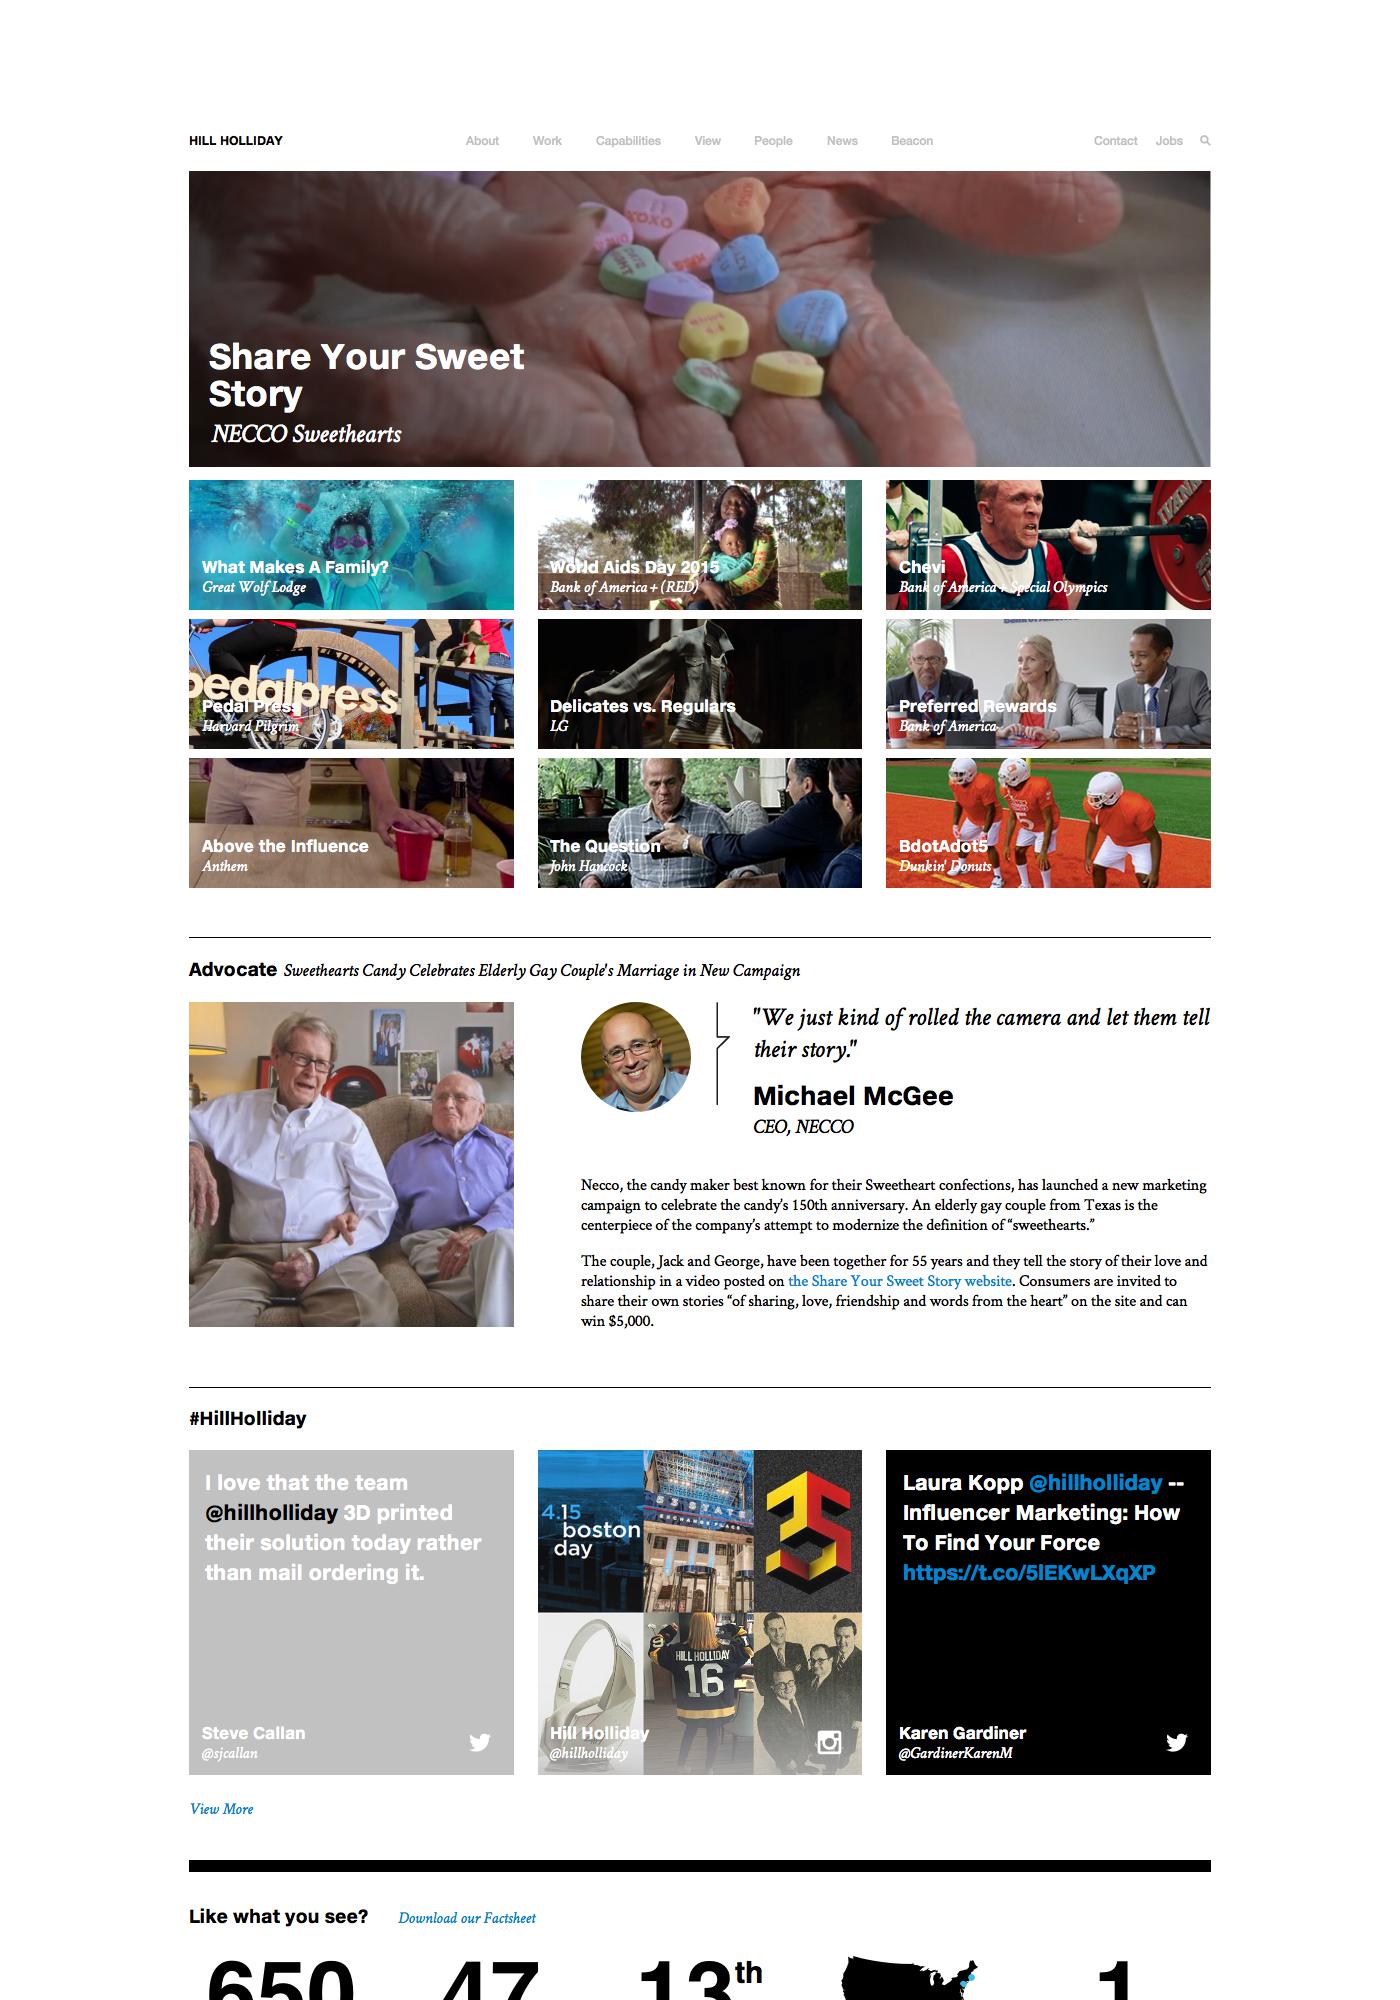 HILL HOLLIDAY
About Work Capabilities View People News Beacon
Contact Jobs
XOXO
Share Your Sweet
Story
NECCO Sweethearts
What Makes A Family?
Great Wolf Lodge
World Aids Day 2015
Bank of America + (RED)
Chevi
Bank of America + Special Olympics
pedalpress
Pedal Press
Harvard Pilgrim
Delicates vs. Regulars
LG
Preferred Rewards
Bank of America
Above the Influence
Anthem
The Question
John Hancock
5
BdotAdot5
Dunkin' Donuts
Advocate Sweethearts Candy Celebrates Elderly Gay Couple's Marriage in New Campaign
"We just kind of rolled the camera and let them tell
their story."
Michael McGee
CEO, NECCO
Necco, the candy maker best known for their Sweetheart confections, has launched a new marketing
campaign to celebrate the candy’s 150th anniversary. An elderly gay couple from Texas is the
centerpiece of the company’s attempt to modernize the definition of “sweethearts.”
The couple, Jack and George, have been together for 55 years and they tell the story of their love and
relationship in a video posted on the Share Your Sweet Story website. Consumers are invited to
share their own stories “of sharing, love, friendship and words from the heart” on the site and can
win $5,000.
#HillHolliday
I love that the team
@hillholliday 3D printed
their solution today rather
than mail ordering it.
Steve Callan
@sjcallan
4.15
boston
day
53 STATE
EXCHANGE PLACE
HILL HOLLIDAY
16
Hill Holliday
@hillholliday
Laura Kopp @hillholliday --
Influencer Marketing: How
To Find Your Force
https://t.co/5lEKwLXqXP
Karen Gardiner
@GardinerKarenM
View More
Like what you see? Download our Factsheet
650 47 13th 1